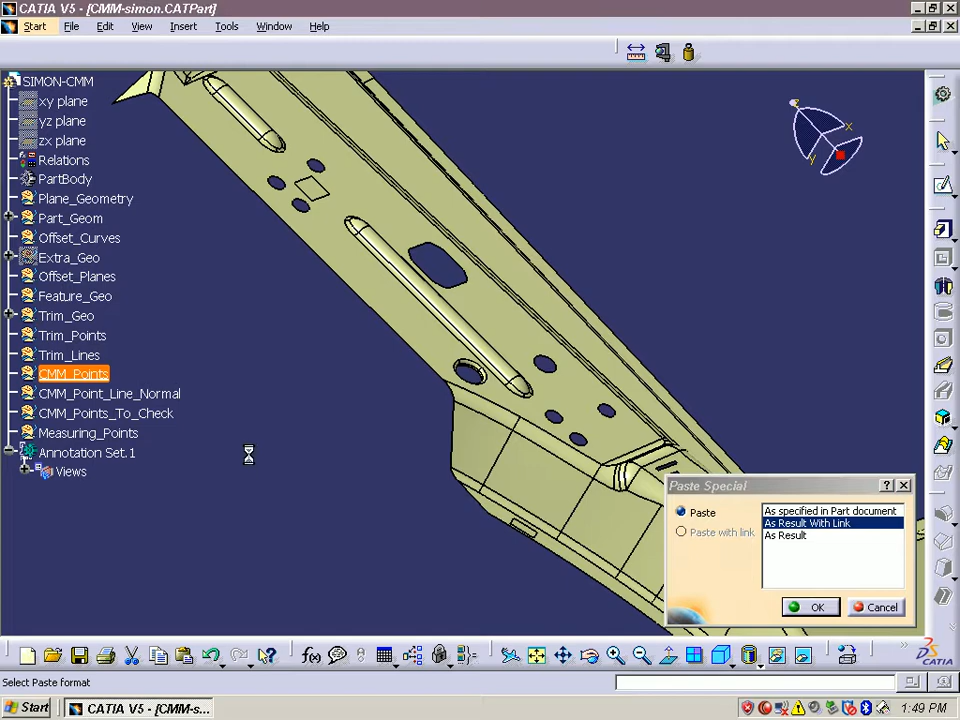 CATIA V5 - [CMM-simon.CATPart]
Start File Edit View Insert Tools Window Help
SIMON-CMM
xy plane
yz plane
zx plane
Relations
PartBody
Plane_Geometry
Part_Geom
Offset_Curves
Extra_Geo
Offset_Planes
Feature_Geo
Trim_Geo
Trim_Points
Trim_Lines
CMM_Points
CMM_Point_Line_Normal
CMM_Points_To_Check
Measuring_Points
Annotation Set.1
Views
z
x
y
Paste Special
Paste
Paste with link
As specified in Part document
As Result With Link
As Result
OK
Cancel
f(x)
CATIA
Select Paste format
Start
CATIA V5 - [CMM-s...
1:49 PM